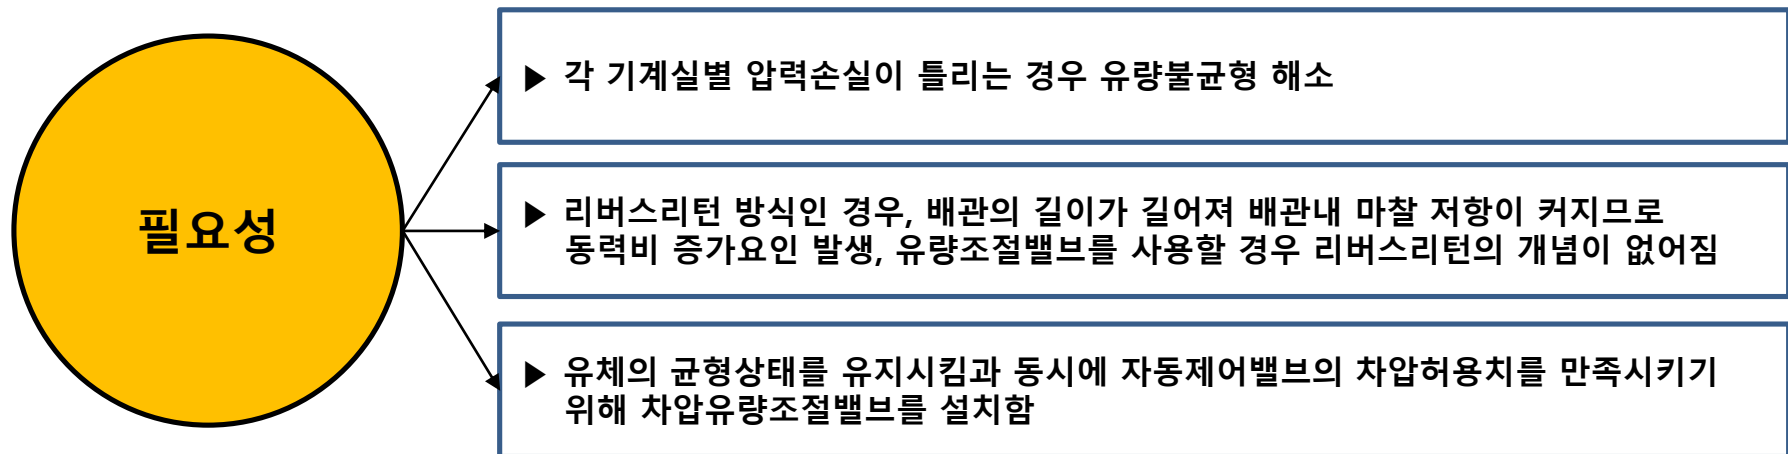 필요성
▶ 각 기계실별 압력손실이 틀리는 경우 유량불균형 해소
▶ 리버스리턴 방식인 경우, 배관의 길이가 길어져 배관내 마찰 저항이 커지므로
동력비 증가요인 발생, 유량조절밸브를 사용할 경우 리버스리턴의 개념이 없어짐
▶ 유체의 균형상태를 유지시킴과 동시에 자동제어밸브의 차압허용치를 만족시키기
위해 차압유량조절밸브를 설치함